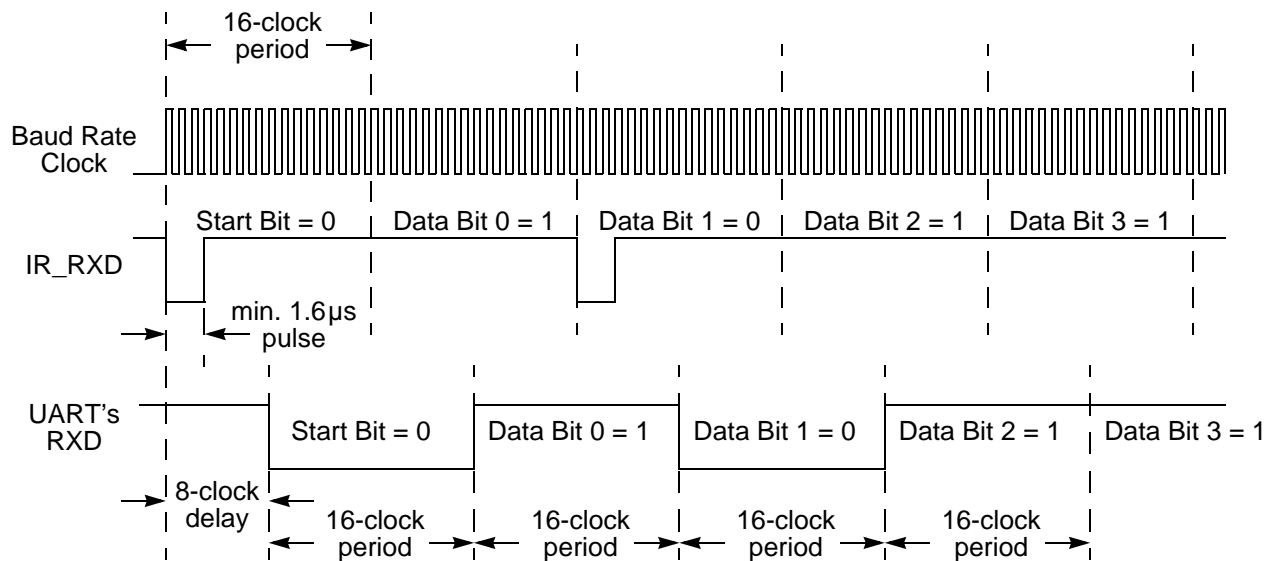 16-clock
period
Baud Rate
Clock
Start Bit = 0
Data Bit 0 = 1
Data Bit 1 = 0
Data Bit 2 = 1
Data Bit 3 = 1
IR_RXD
min. 1.6µs
pulse
UART's
RXD
Start Bit = 0
Data Bit 0 = 1
Data Bit 1 = 0
Data Bit 2 = 1
Data Bit 3 = 1
8-clock
delay
16-clock
period
16-clock
period
16-clock
period
16-clock
period